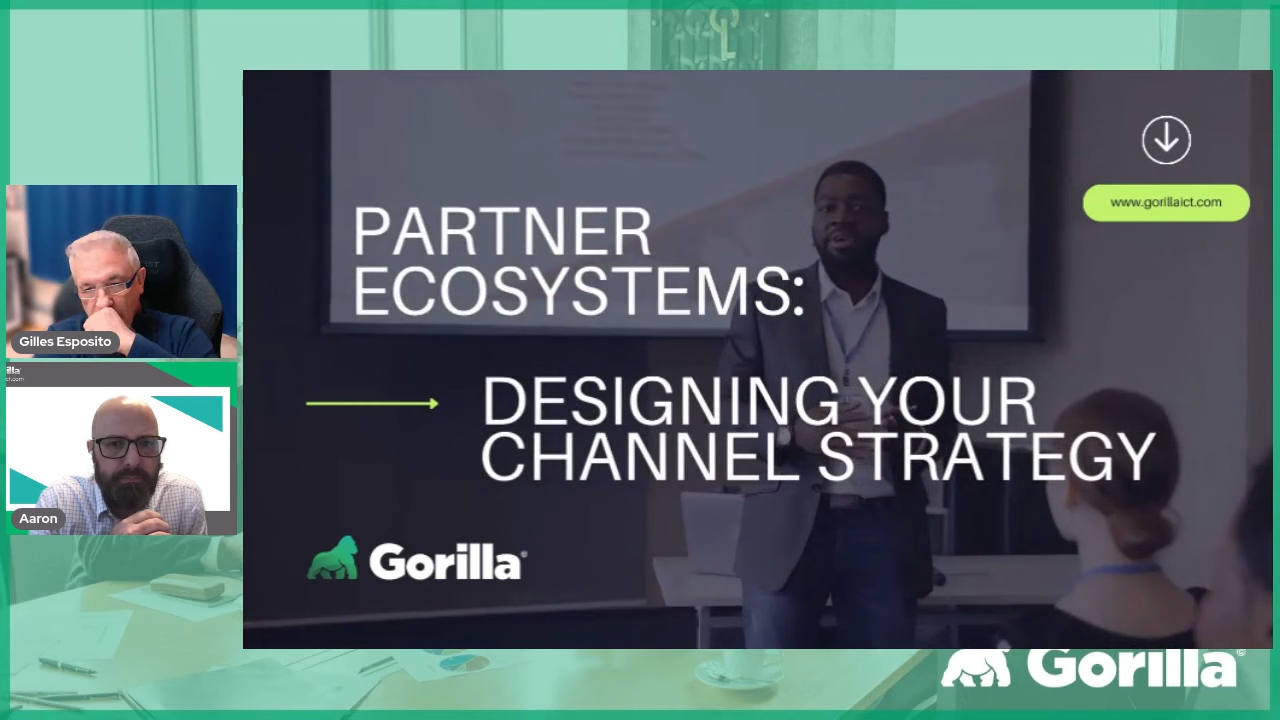 www.gorillaict.com
PARTNER
ECOSYSTEMS:
DESIGNING YOUR
CHANNEL STRATEGY
Gorilla
Gilles Esposito
Aaron
Gorilla